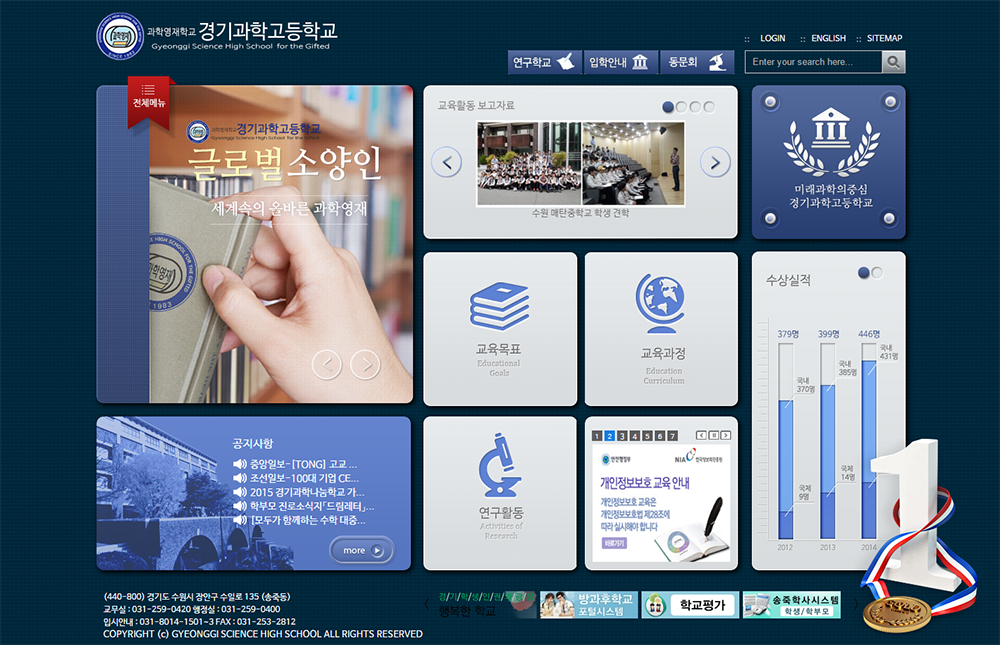 과학영재학교 경기과학고등학교
Gyeonggi Science High School for the Gifted
SINCE 1983
:: LOGIN :: ENGLISH :: SITEMAP
연구학교 입학안내 동문회
Enter your search here...
전체메뉴
과학영재학교 경기과학고등학교
Gyeonggi Science High School for the Gifted
글로벌소양인
세계속의 올바른 과학영재
HIGH SCHOOL FOR THE GIFTED
과학영재
1983
교육활동 보고자료
수원 매탄중학교 학생 견학
미래과학의중심
경기과학고등학교
교육목표
Educational
Goals
교육과정
Education
Curriculum
수상실적
379명 399명 446명
국내
431명
국내
385명
국내
370명
국제
14명
국제
9명
2012 2013 2014
1
공지사항
중앙일보-[TONG] 고교 ...
조선일보-100대 기업 CE...
2015 경기과학나눔학교 가...
학부모 진로소식지「드림레터」...
[모두가 함께하는 수학 대중...
more
연구활동
Activities of
Research
1 2 3 4 5 6 7
안전행정부 NIA 한국정보화진흥원
개인정보보호 교육 안내
개인정보보호 교육은
개인정보보호법 제28조에
따라 실시해야 합니다
바로가기
(440-800) 경기도 수원시 장안구 수일로 135 (송죽동)
교무실 : 031-259-0420 행정실 : 031-259-0400
입시안내 : 031-8014-1501~3 FAX : 031-253-2812
COPYRIGHT (c) GYEONGGI SCIENCE HIGH SCHOOL ALL RIGHTS RESERVED
경/기/학/생/인/권/의/광/장
행복한 학교
방과후학교
포털시스템
학교평가
송죽학사시스템
학생/학부모